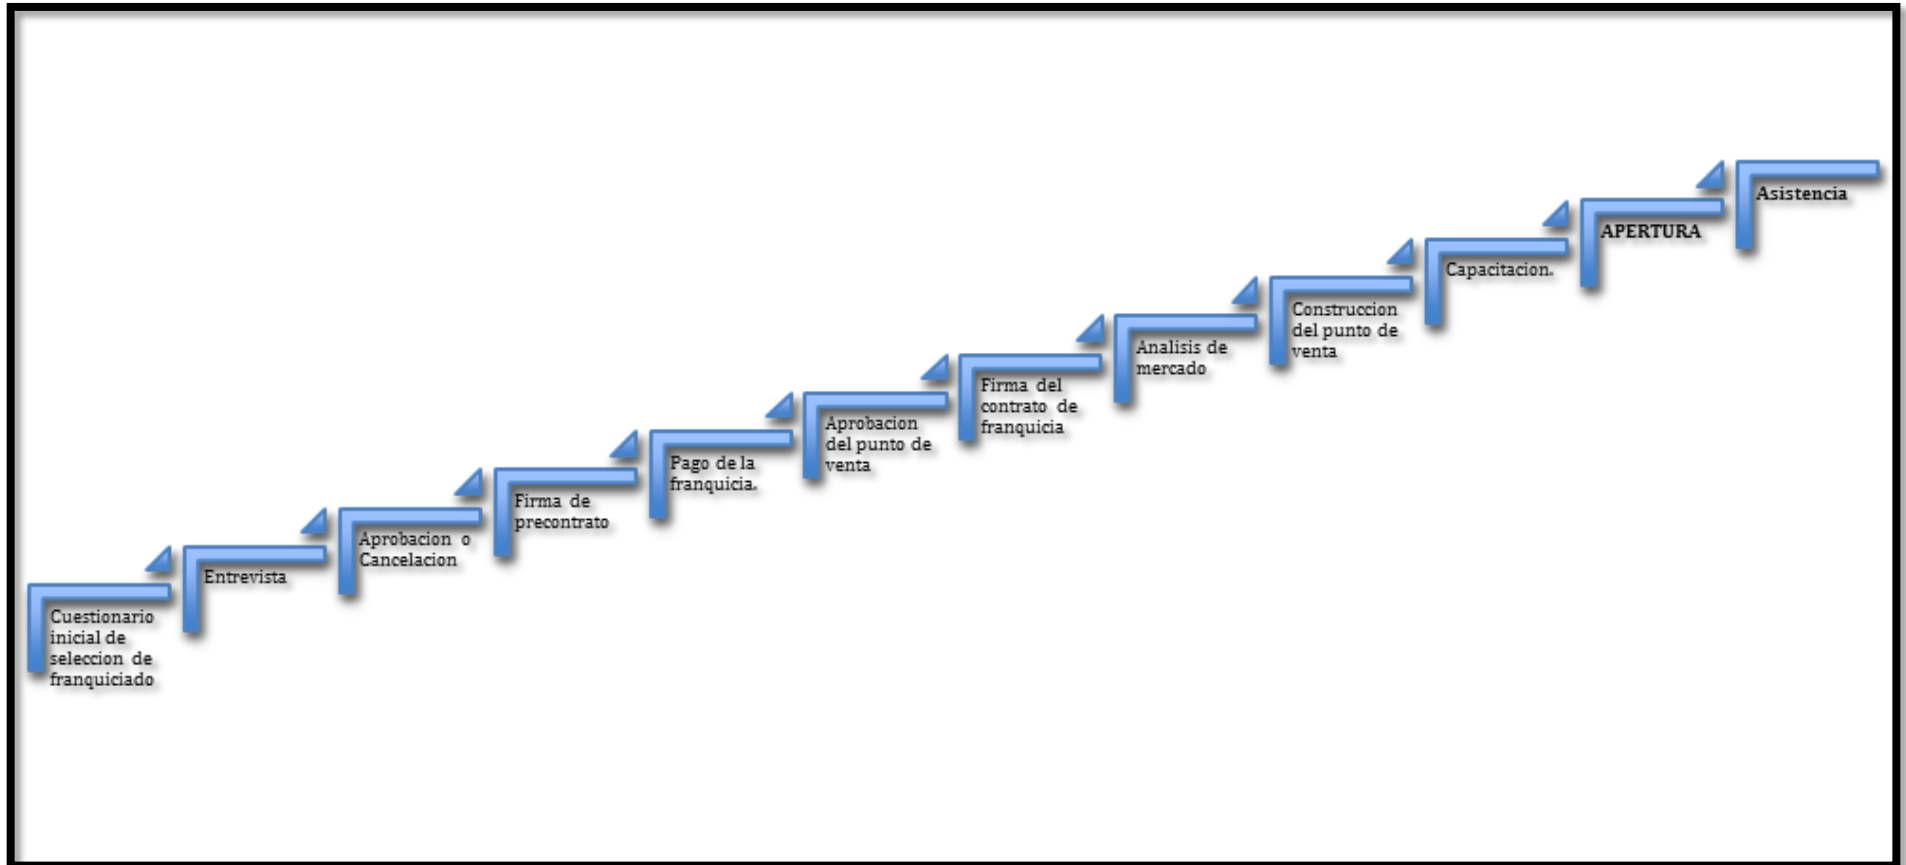 Cuestionario
inicial de
seleccion de
franquiciado
Entrevista
Aprobacion o
Cancelacion
Firma de
precontrato
Pago de la
franquicia.
Aprobacion
del punto de
venta
Firma del
contrato de
franquicia
Analisis de
mercado
Construccion
del punto de
venta
Capacitacion.
APERTURA
Asistencia